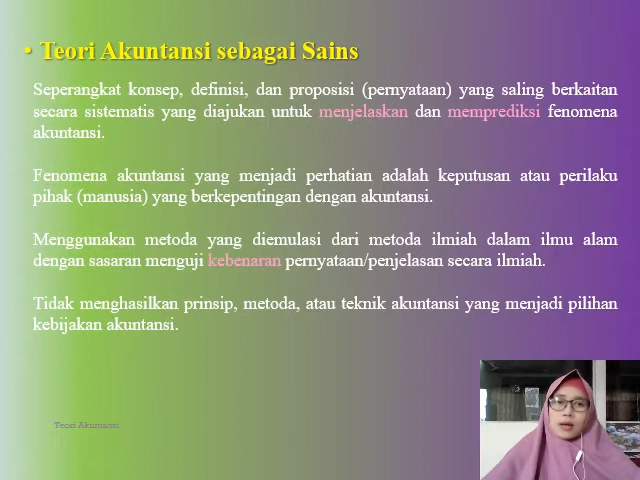 • Teori Akuntansi sebagai Sains
Seperangkat konsep, definisi, dan proposisi (pernyataan) yang saling berkaitan
secara sistematis yang diajukan untuk menjelaskan dan memprediksi fenomena
akuntansi.
Fenomena akuntansi yang menjadi perhatian adalah keputusan atau perilaku
pihak (manusia) yang berkepentingan dengan akuntansi.
Menggunakan metoda yang diemulasi dari metoda ilmiah dalam ilmu alam
dengan sasaran menguji kebenaran pernyataan/penjelasan secara ilmiah.
Tidak menghasilkan prinsip, metoda, atau teknik akuntansi yang menjadi pilihan
kebijakan akuntansi.
Teori Akuntansi